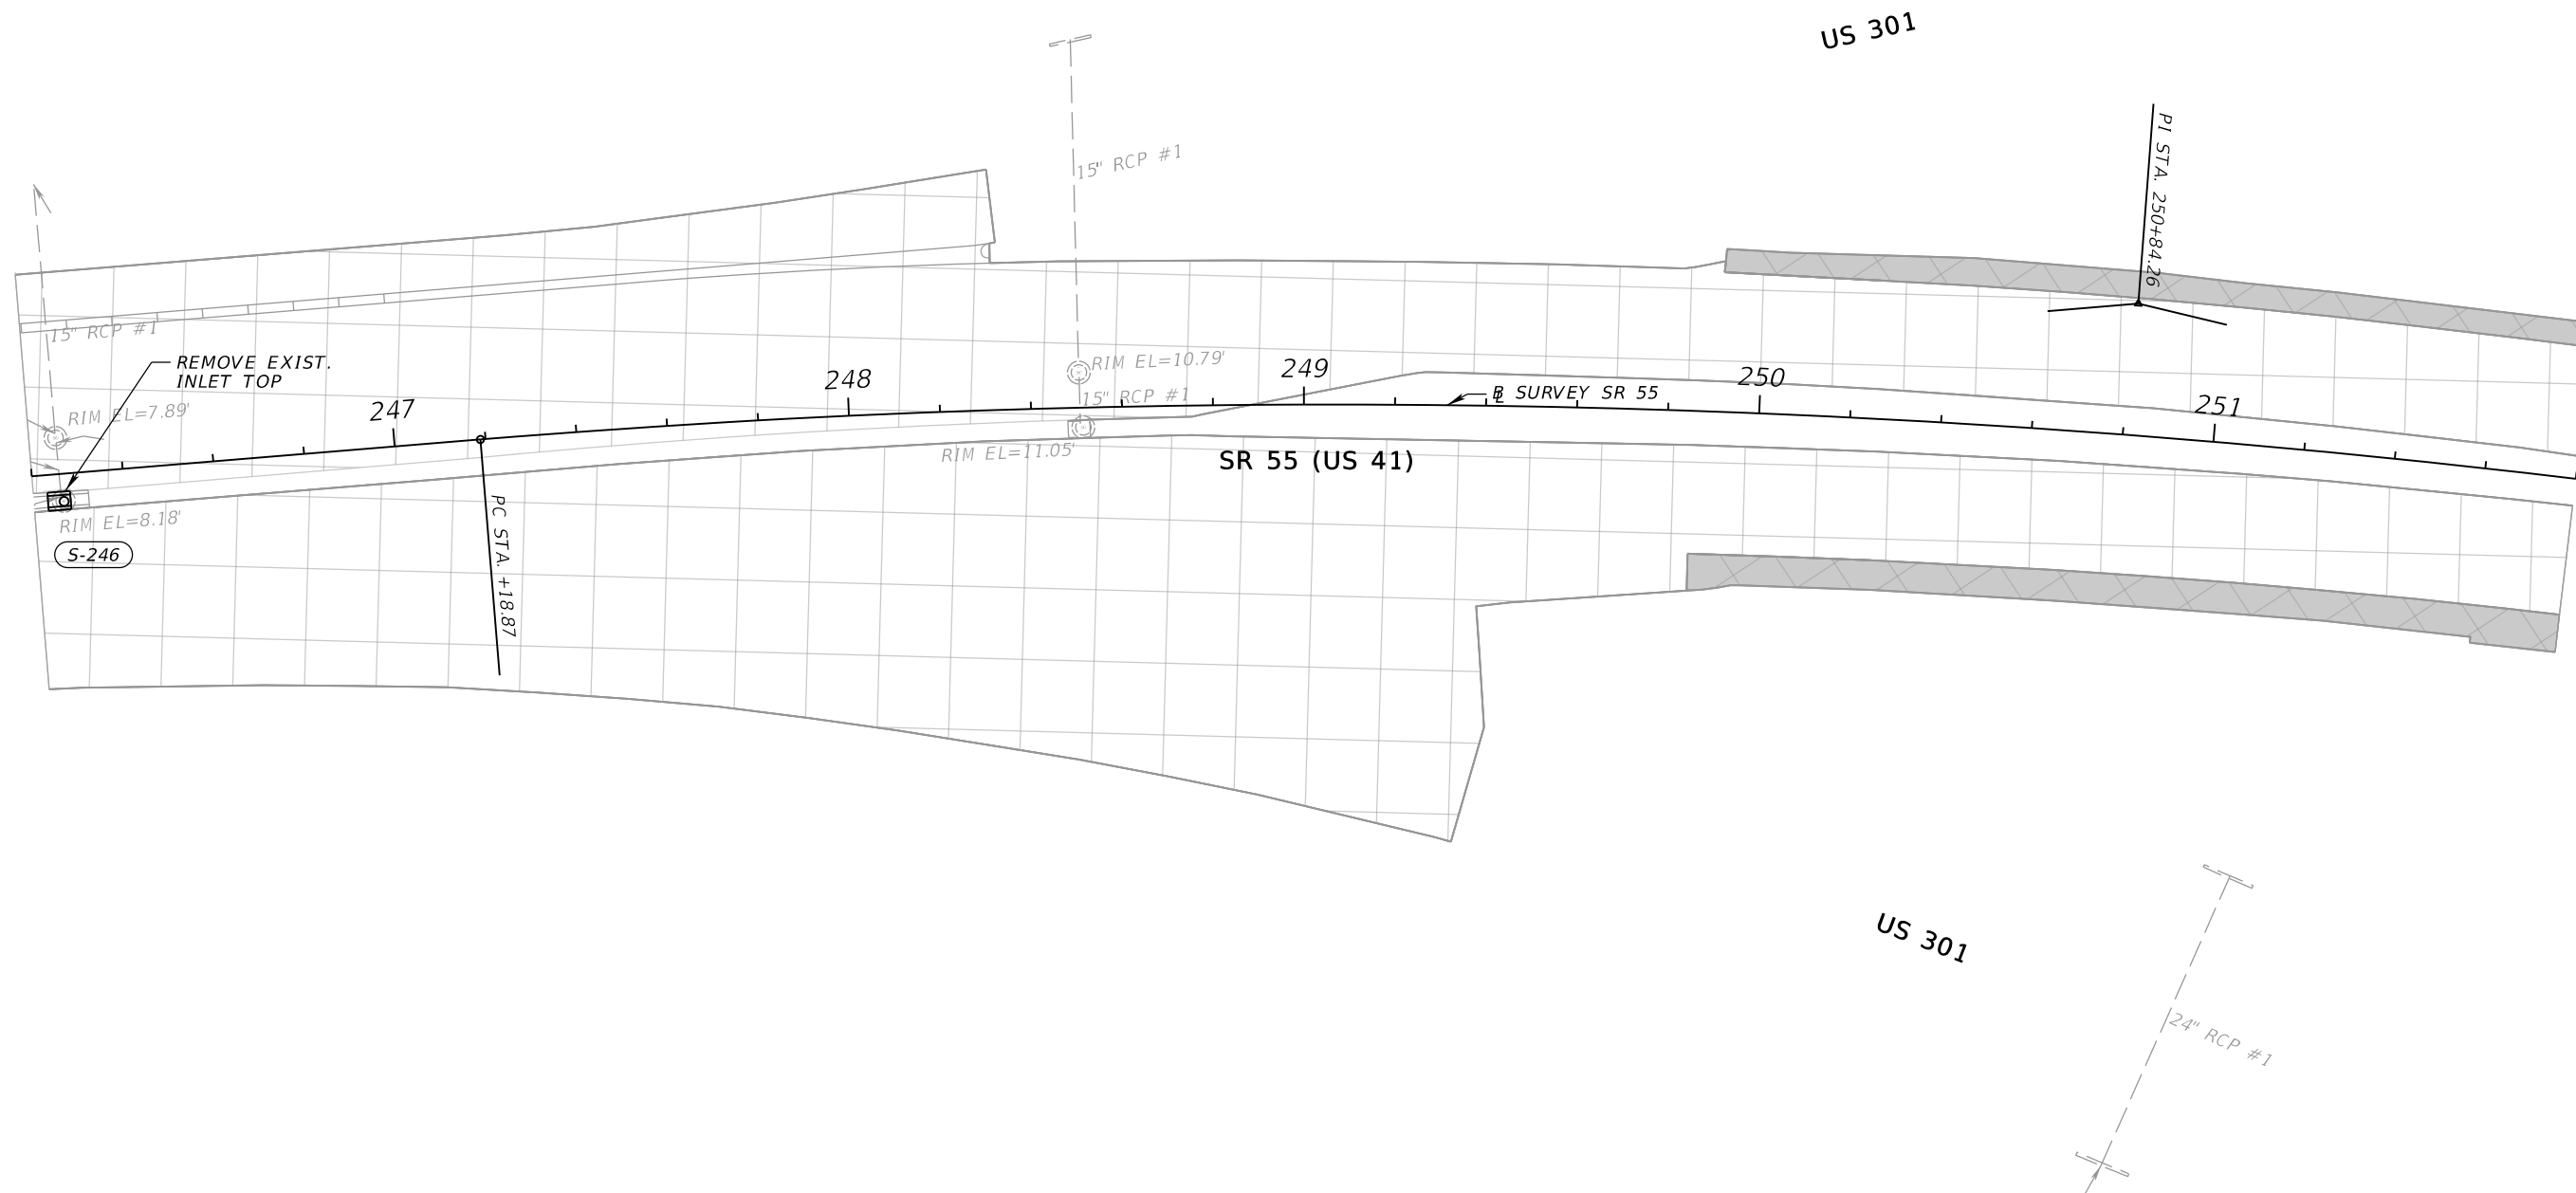 US 301
15" RCP #1
PI STA. 250+84.26
15" RCP #1
REMOVE EXIST.
INLET TOP
RIM EL=7.89'
247
248
RIM EL=10.79'
15" RCP #1
249
B SURVEY SR 55
250
251
RIM EL=11.05'
SR 55 (US 41)
PC STA. +18.87
RIM EL=8.18'
S-246
US 301
24" RCP #1